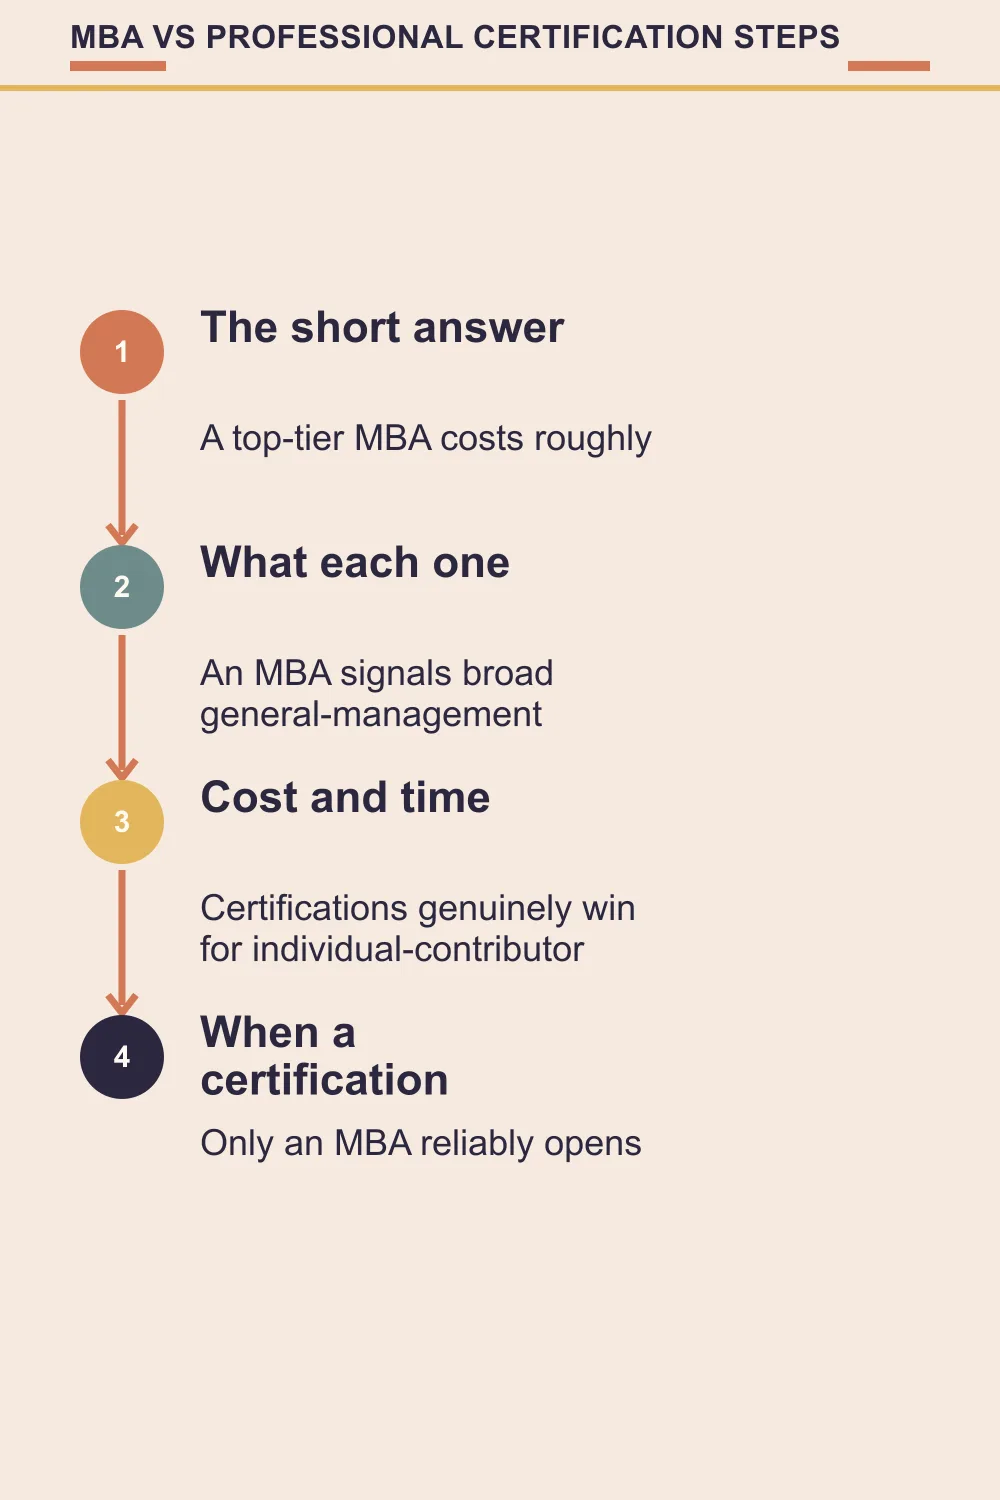 MBA VS PROFESSIONAL CERTIFICATION STEPS
1
The short answer
A top-tier MBA costs roughly
2
What each one
An MBA signals broad
general-management
3
Cost and time
Certifications genuinely win
for individual-contributor
4
When a
certification
Only an MBA reliably opens